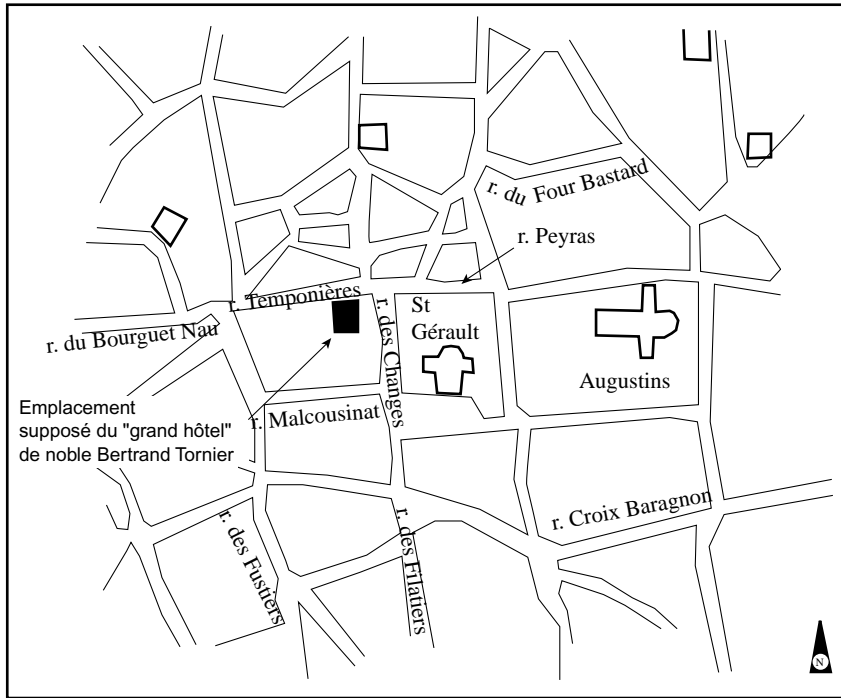 r. du Four Bastard
r. Peyras
r. Temponières
St
Gérault
r. des Changes
r. du Bourguet Nau
Augustins
Emplacement
supposé du "grand hôtel"
de noble Bertrand Tornier
r. Malcousinat
r. Croix Baragnon
r. des Fustiers
r. des Filatiers
N